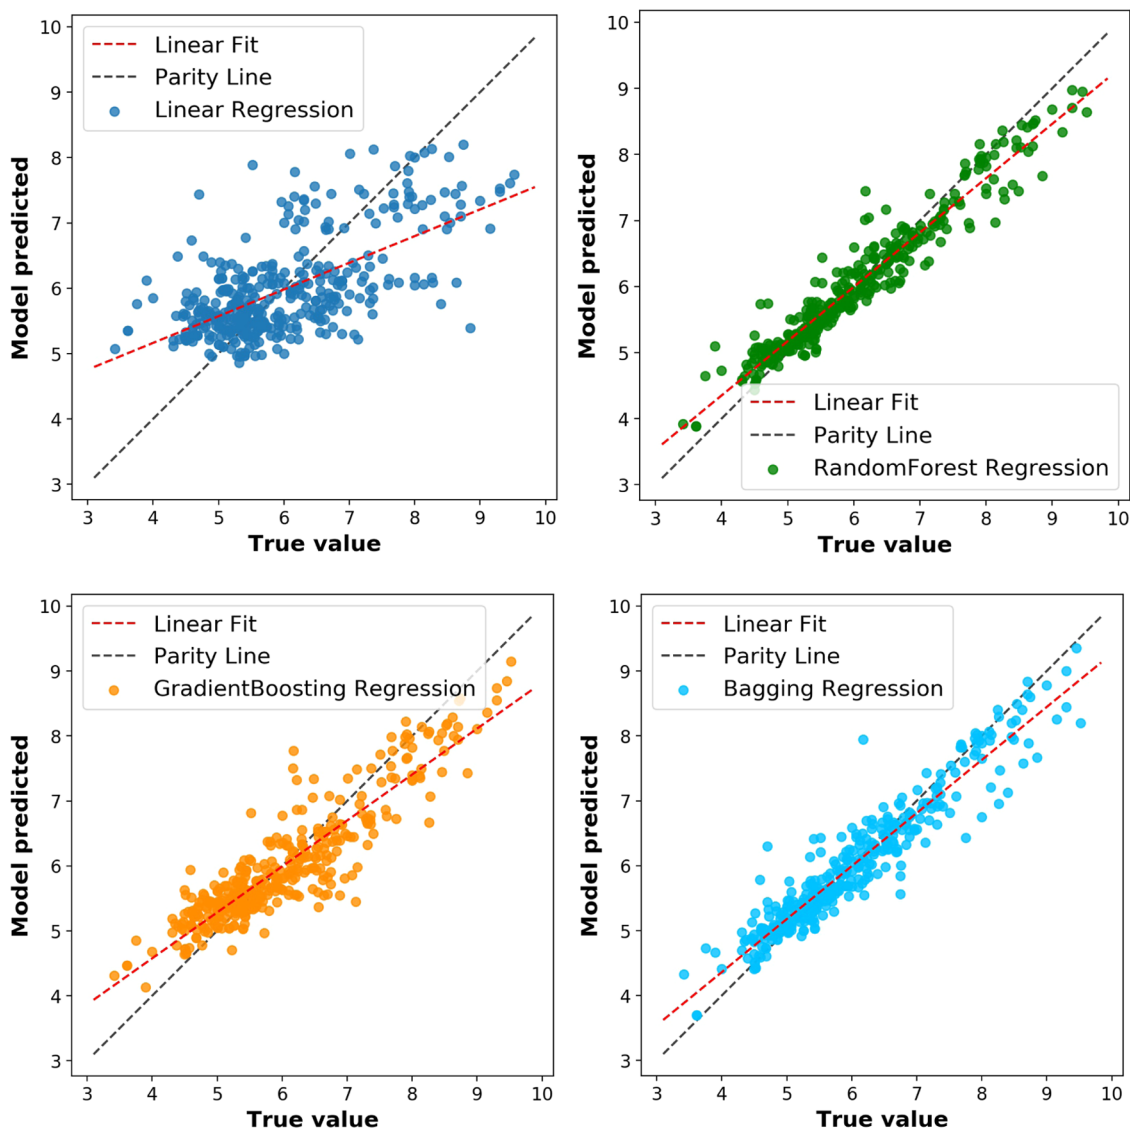 Linear Fit
Parity Line
Linear Regression
10
9
8
7
6
5
4
3
Model predicted
3 4 5 6 7 8 9 10
True value
10
9
8
7
6
5
4
3
Model predicted
Linear Fit
Parity Line
RandomForest Regression
3 4 5 6 7 8 9 10
True value
Linear Fit
Parity Line
GradientBoosting Regression
10
9
8
7
6
5
4
3
Model predicted
3 4 5 6 7 8 9 10
True value
Linear Fit
Parity Line
Bagging Regression
10
9
8
7
6
5
4
3
Model predicted
3 4 5 6 7 8 9 10
True value